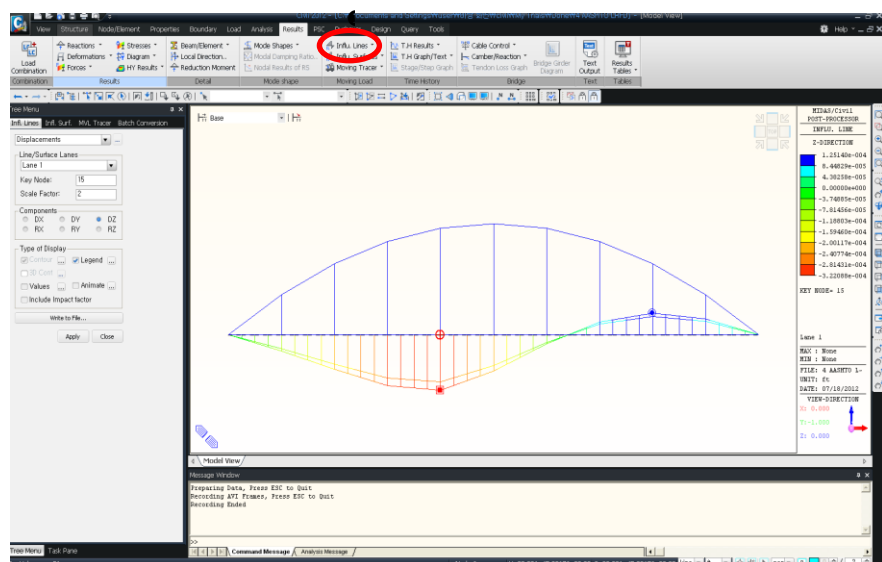 View Structure Node/Element Properties Boundary Load Analysis Results PSC Design Query Tools Help
Load Combination
Reactions Stresses Beam/Element Mode Shapes Influ. Lines T.H Results Cable Control
Deformations Diagram Local Direction... Modal Damping Ratio... T.H Graph/Text Camber/Reaction Bridge Girder Diagram Text Output Results Tables
Forces HY Results Reduction Moment Nodal Results of RS Moving Tracer Stage/Step Graph Tendon Loss Graph
Combination Results Detail Mode shape Moving Load Time History Bridge Text Tables
Tree Menu
Infl. Lines Infl. Surf. MVL Tracer Batch Conversion
Displacements
Line/Surface Lanes
Lane 1
Key Node: 15
Scale Factor: 2
Components
DX DY DZ
RX RY RZ
Type of Display
Contour ... Legend ...
Values ... Animate ...
Include Impact factor
Write to File...
Apply Close
Base
MIDAS/Civil
POST-PROCESSOR
INFLU. LINE
Z-DIRECTION
1.25140e-004
8.44829e-005
4.38258e-005
0.00000e+000
-3.74885e-005
-7.81456e-005
-1.18803e-004
-1.59460e-004
-2.00117e-004
-2.40774e-004
-2.81431e-004
-3.22088e-004
KEY NODE= 15
Lane 1
MAX : None
MIN : None
FILE: 4 AASHTO L~
UNIT: ft
DATE: 07/18/2012
VIEW-DIRECTION
X: 0.000
Y:-1.000
Z: 0.000
Model View
Message Window
Preparing Data, Press ESC to Quit
Recording AVI Frames, Press ESC to Quit
Recording Ended
>>
Command Message Analysis Message
Tree Menu Task Pane